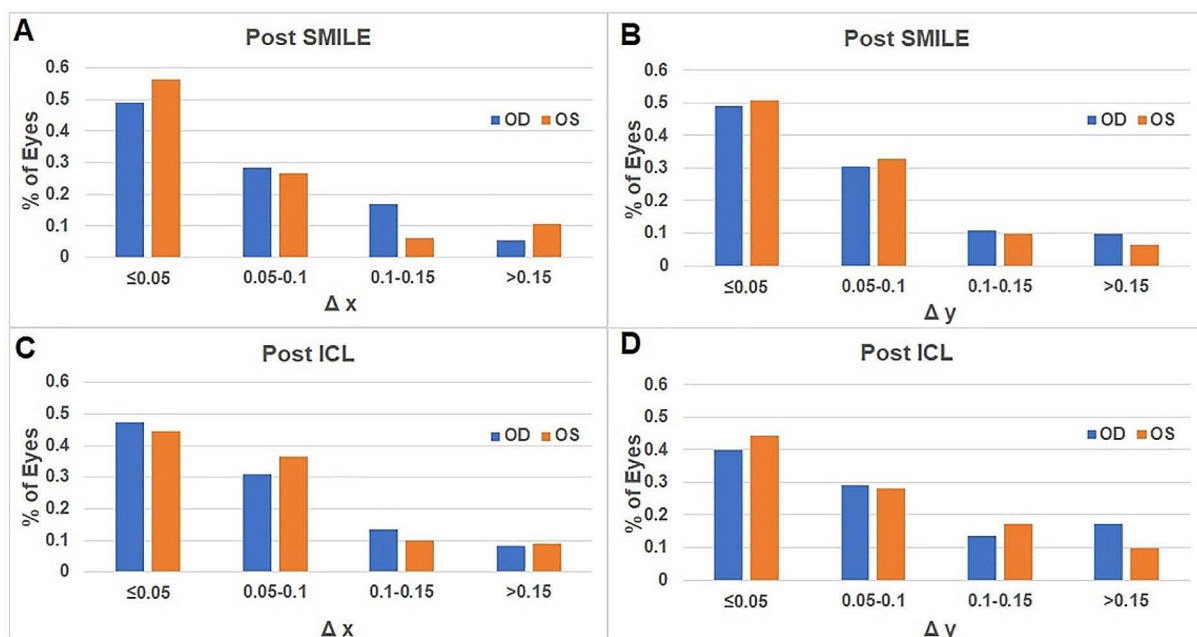 A
Post SMILE
% of Eyes
0.6
0.5
0.4
0.3
0.2
0.1
0
OD OS
≤0.05 0.05-0.1 0.1-0.15 >0.15
Δ x
B
Post SMILE
% of Eyes
0.6
0.5
0.4
0.3
0.2
0.1
0
OD OS
≤0.05 0.05-0.1 0.1-0.15 >0.15
Δ y
C
Post ICL
% of Eyes
0.6
0.5
0.4
0.3
0.2
0.1
0
OD OS
≤0.05 0.05-0.1 0.1-0.15 >0.15
Δ x
D
Post ICL
% of Eyes
0.6
0.5
0.4
0.3
0.2
0.1
0
OD OS
≤0.05 0.05-0.1 0.1-0.15 >0.15
Δ y